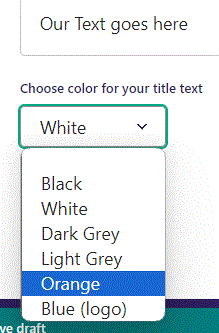 Our Text goes here
Choose color for your title text
White
Black
White
Dark Grey
Light Grey
Orange
Blue (logo)
ve draft